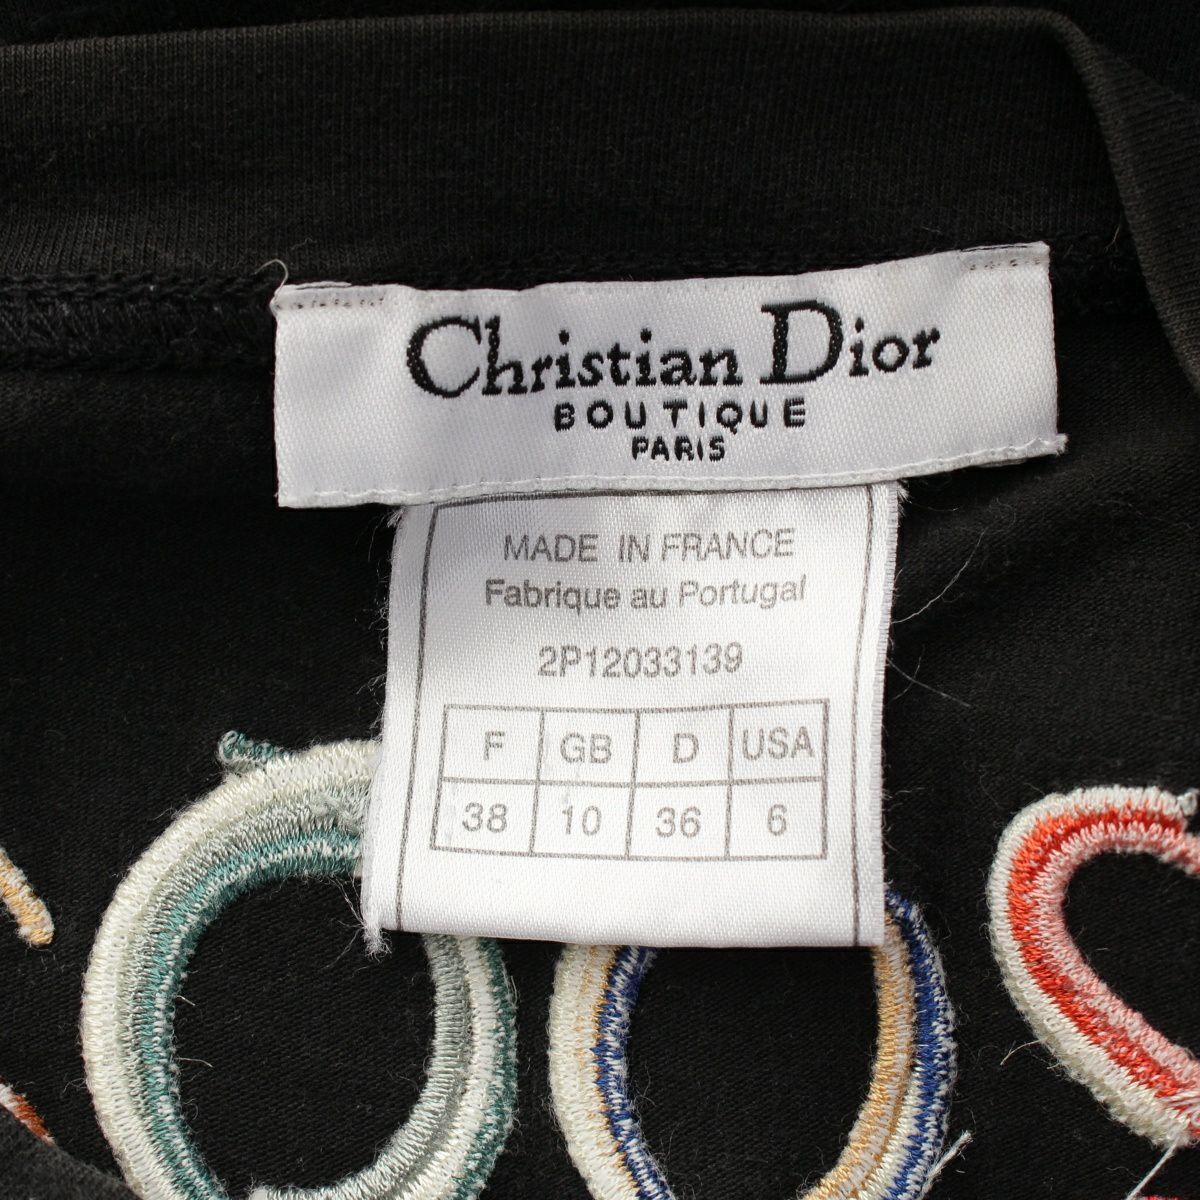 Christian Dior
BOUTIQUE
PARIS
MADE IN FRANCE
Fabrique au Portugal
2P12033139
F GB D USA
38 10 36 6